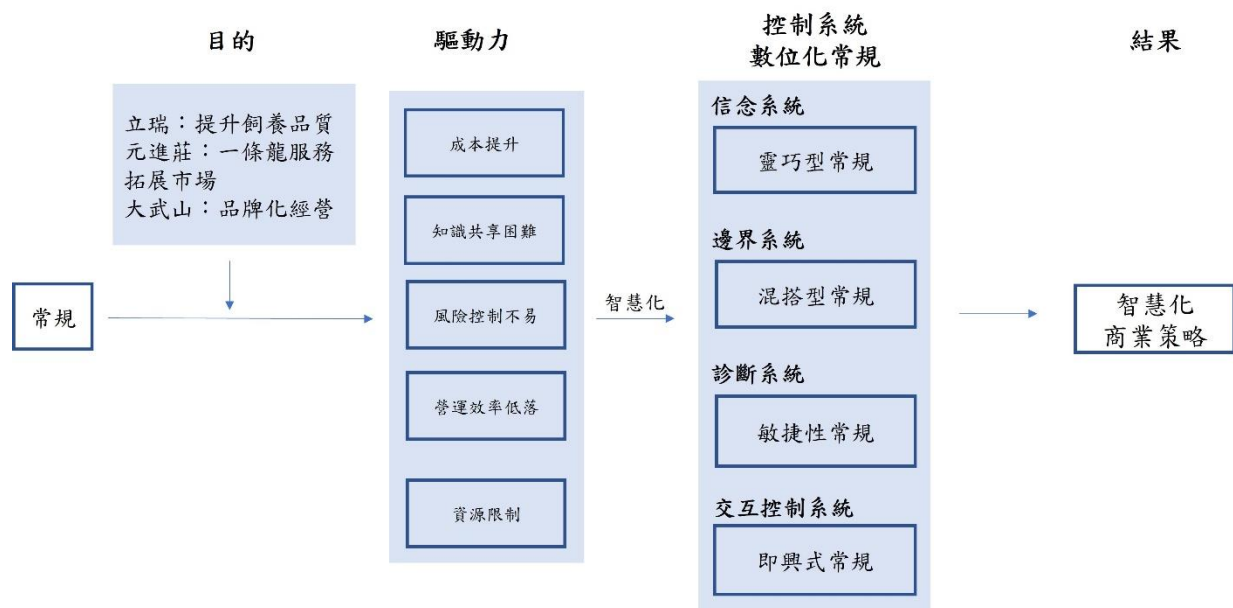 目的
驅動力
控制系統
數位化常規
結果
立瑞：提升飼養品質
元進莊：一條龍服務
拓展市場
大武山：品牌化經營
常規
成本提升
知識共享困難
風險控制不易
營運效率低落
資源限制
智慧化
信念系統
靈巧型常規
邊界系統
混搭型常規
診斷系統
敏捷性常規
交互控制系統
即興式常規
智慧化
商業策略